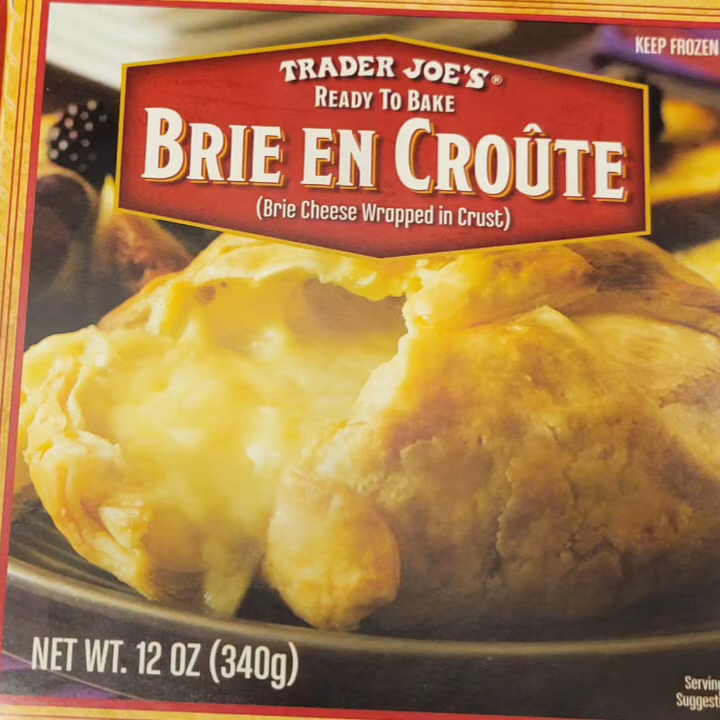 KEEP FROZEN
TRADER JOE'S®
READY TO BAKE
BRIE EN CROÛTE
(Brie Cheese Wrapped in Crust)
NET WT. 12 OZ (340g)